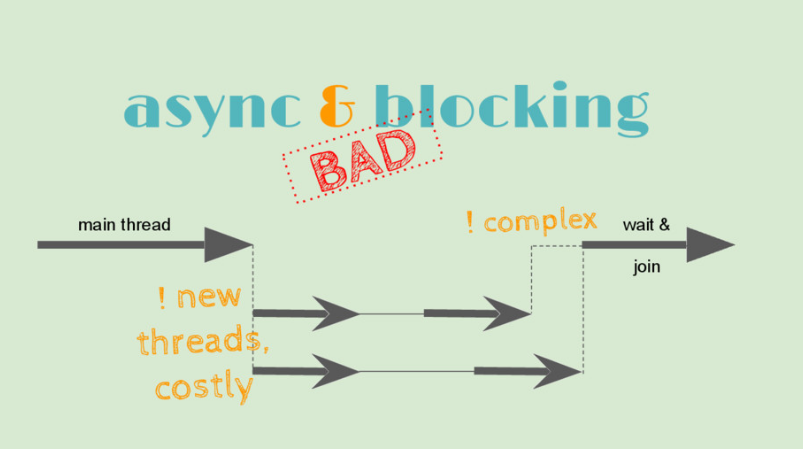 async & blocking
BAD
main thread
! complex
wait &
join
! new
threads,
costly